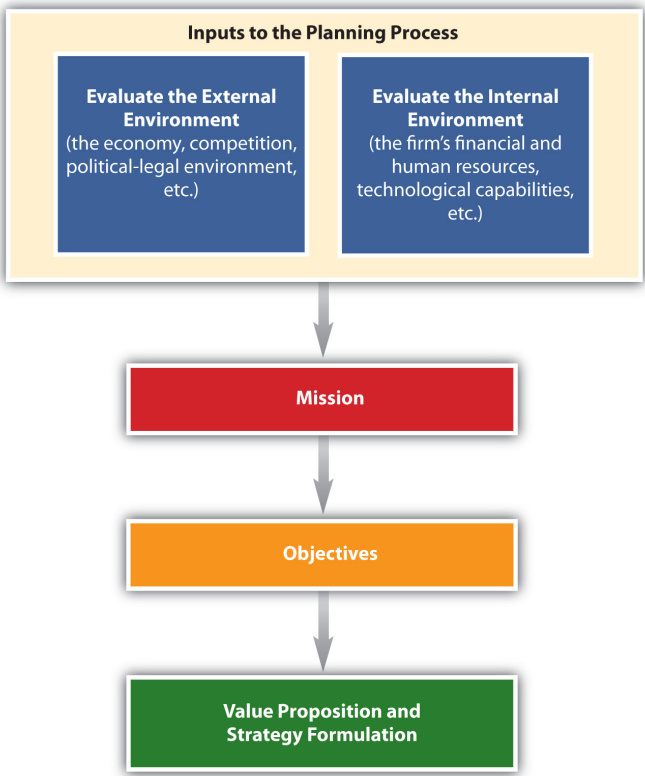 Inputs to the Planning Process
Evaluate the External
Environment
(the economy, competition,
political-legal environment,
etc.)
Evaluate the Internal
Environment
(the firm's financial and
human resources,
technological capabilities,
etc.)
Mission
Objectives
Value Proposition and
Strategy Formulation